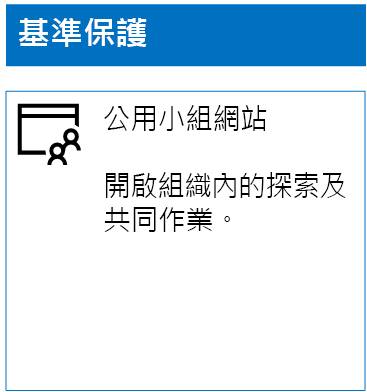 基準保護
公用小組網站
開啟組織內的探索及
共同作業。